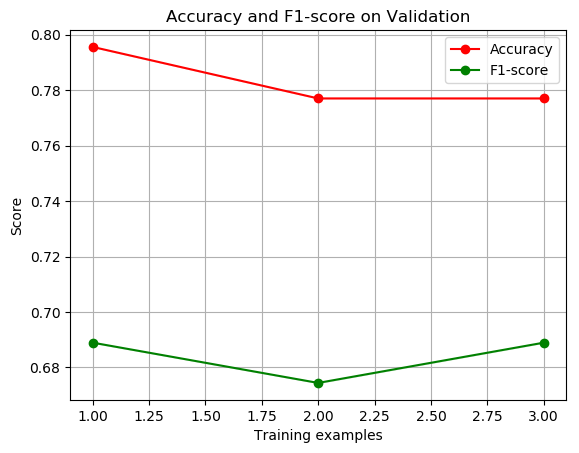 Accuracy and F1-score on Validation
0.80
0.78
0.76
0.74
0.72
0.70
0.68
Score
Accuracy
F1-score
1.00 1.25 1.50 1.75 2.00 2.25 2.50 2.75 3.00
Training examples